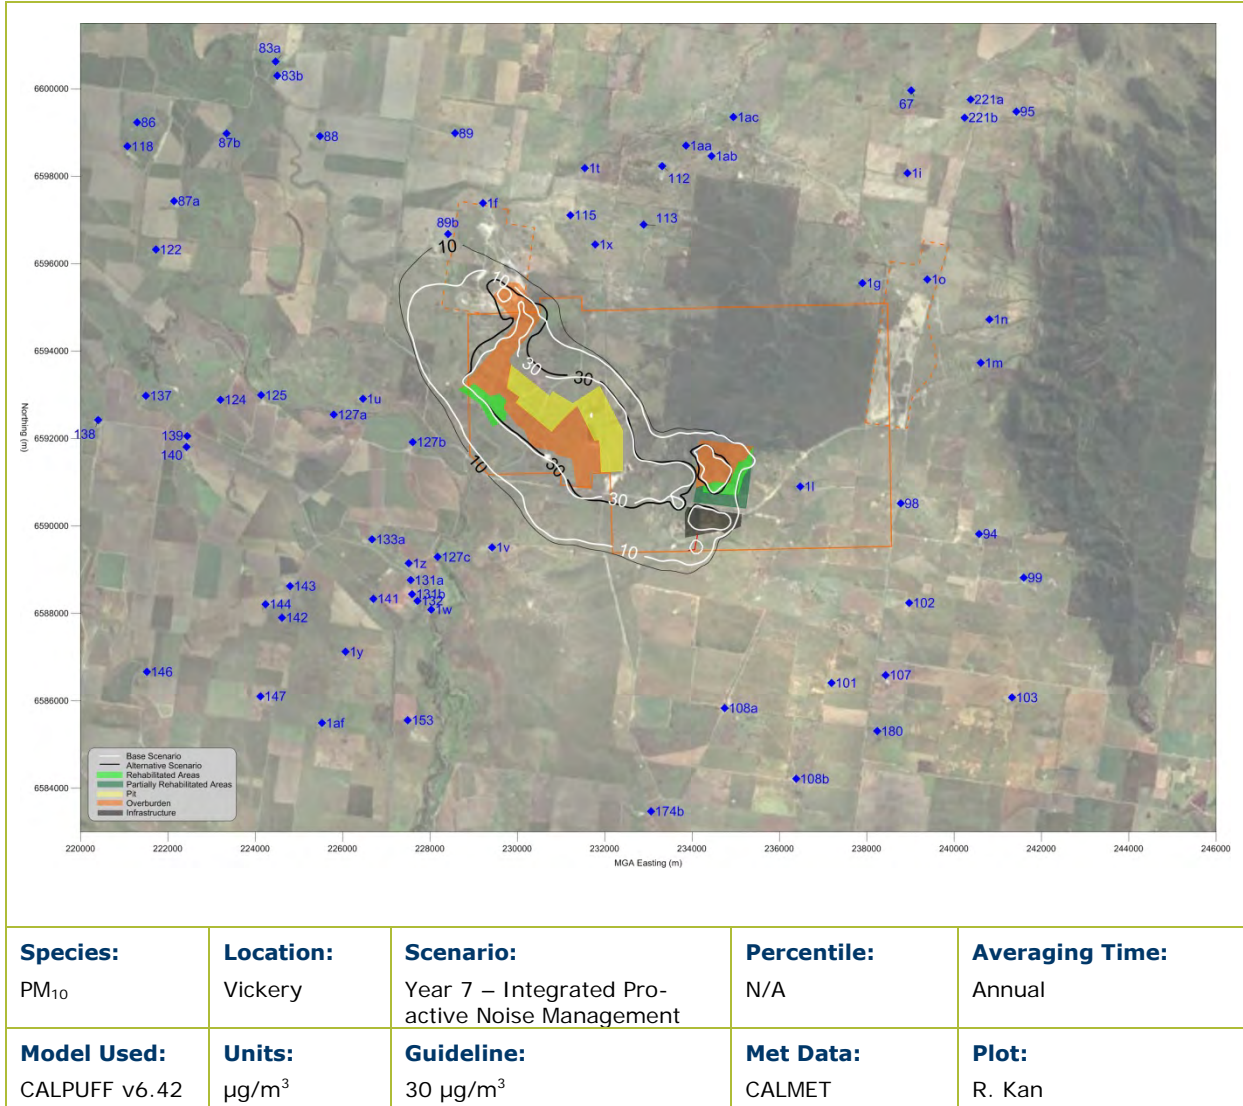 83a
83b
6600000
67
221a
221b
95
86
118
87b
88
89
1ac
1aa
1ab
1t
112
1i
6598000
87a
1f
115
113
89b
10
1x
122
6596000
10
1g
1o
1n
6594000
30
30
1m
137
124
125
1u
127a
138
6592000
139
140
127b
10
30
30
1l
98
6590000
133a
1v
10
94
127c
1z
131a
99
143
131b
141
132
144
1w
102
6588000
142
1y
146
101
107
147
103
6586000
1af
153
108a
180
108b
6584000
174b
Northing (m)
Base Scenario
Alternative Scenario
Rehabilitated Areas
Partially Rehabilitated Areas
Pit
Overburden
Infrastructure
220000 222000 224000 226000 228000 230000 232000 234000 236000 238000 240000 242000 244000 246000
MGA Easting (m)
Species: Location: Scenario: Percentile: Averaging Time:
PM₁₀ Vickery Year 7 – Integrated Pro- N/A Annual
active Noise Management
Model Used: Units: Guideline: Met Data: Plot:
CALPUFF v6.42 µg/m³ 30 µg/m³ CALMET R. Kan